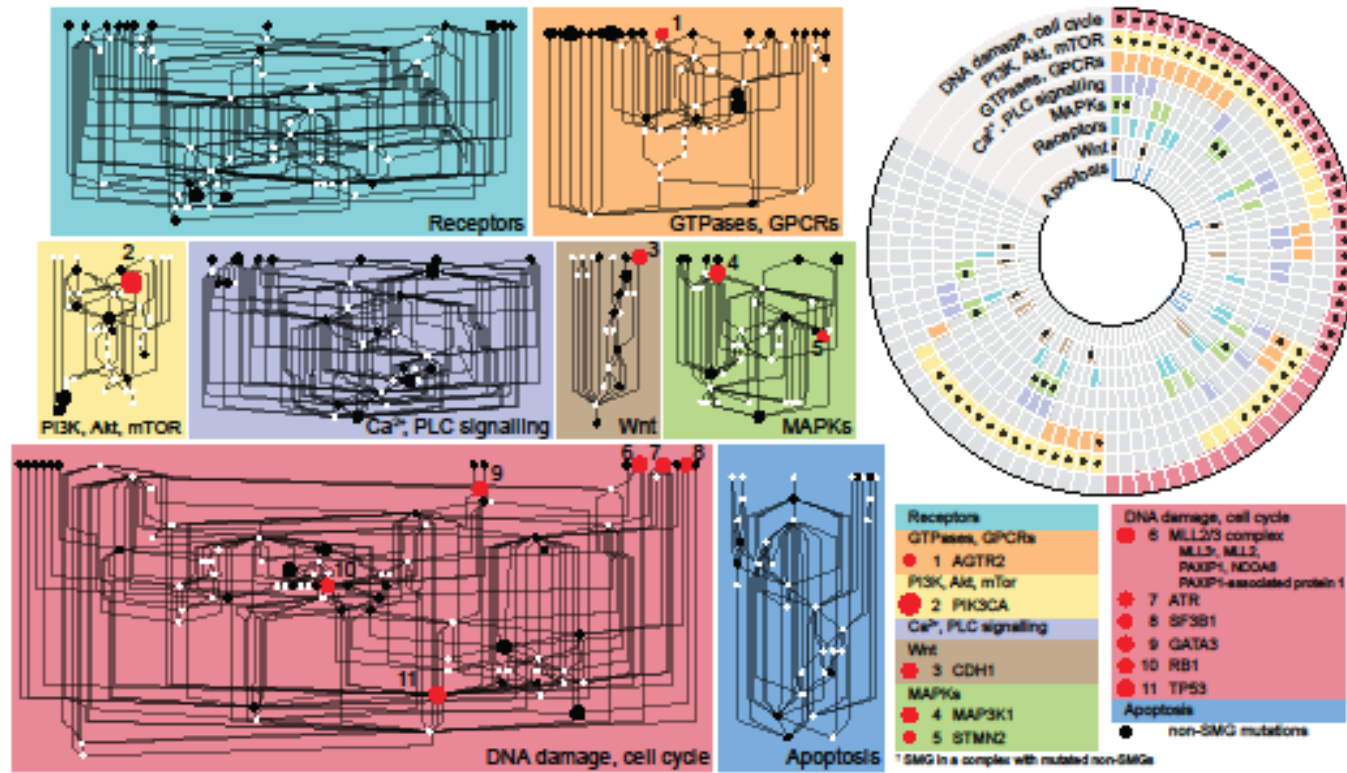 1
Receptors
GTPases, GPCRs
2
PI3K, Akt, mTOR
Ca²⁺, PLC signalling
3
Wnt
4
5
MAPKs
6 7 8
9
10
11
DNA damage, cell cycle
Apoptosis
DNA damage, cell cycle
PI3K, Akt, mTOR
GTPases, GPCRs
Ca²⁺, PLC signalling
MAPKs
Receptors
Wnt
Apoptosis
Receptors
GTPases, GPCRs
1 AGTR2
PI3K, Akt, mTor
2 PIK3CA
Ca²⁺, PLC signalling
Wnt
3 CDH1
MAPKs
4 MAP3K1
5 STMN2
DNA damage, cell cycle
6 MLL2/3 complex
MLL3, MLL2,
PAXIP1, NCOA6
PAXIP1-associated protein 1
7 ATR
8 SF3B1
9 GATA3
10 RB1
11 TP53
Apoptosis
non-SMG mutations
SMG in a complex with mutated non-SMGs